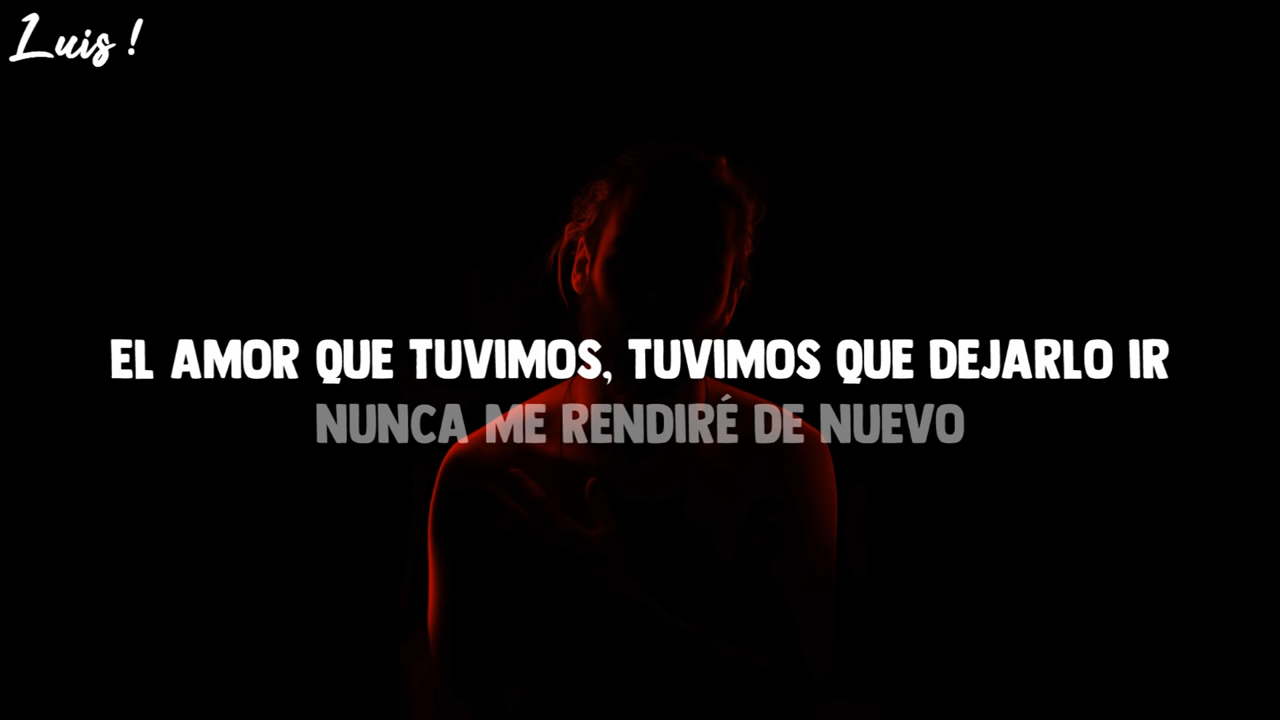 Luis !
EL AMOR QUE TUVIMOS, TUVIMOS QUE DEJARLO IR
NUNCA ME RENDIRÉ DE NUEVO